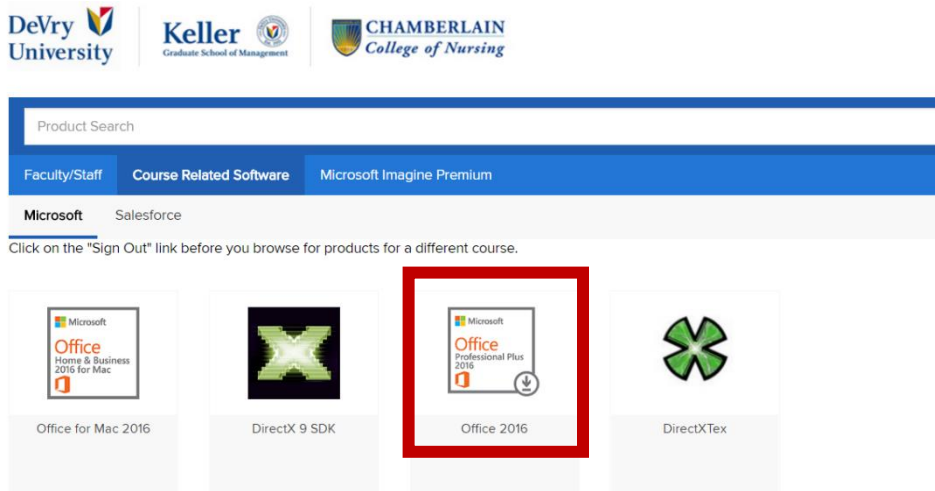 DeVry
University
Keller
Graduate School of Management
CHAMBERLAIN
College of Nursing
Product Search
Faculty/Staff Course Related Software Microsoft Imagine Premium
Microsoft Salesforce
Click on the "Sign Out" link before you browse for products for a different course.
Microsoft
Office
Home & Business
2016 for Mac
Microsoft
Office
Professional Plus
2016
Office for Mac 2016 DirectX 9 SDK Office 2016 DirectXTex